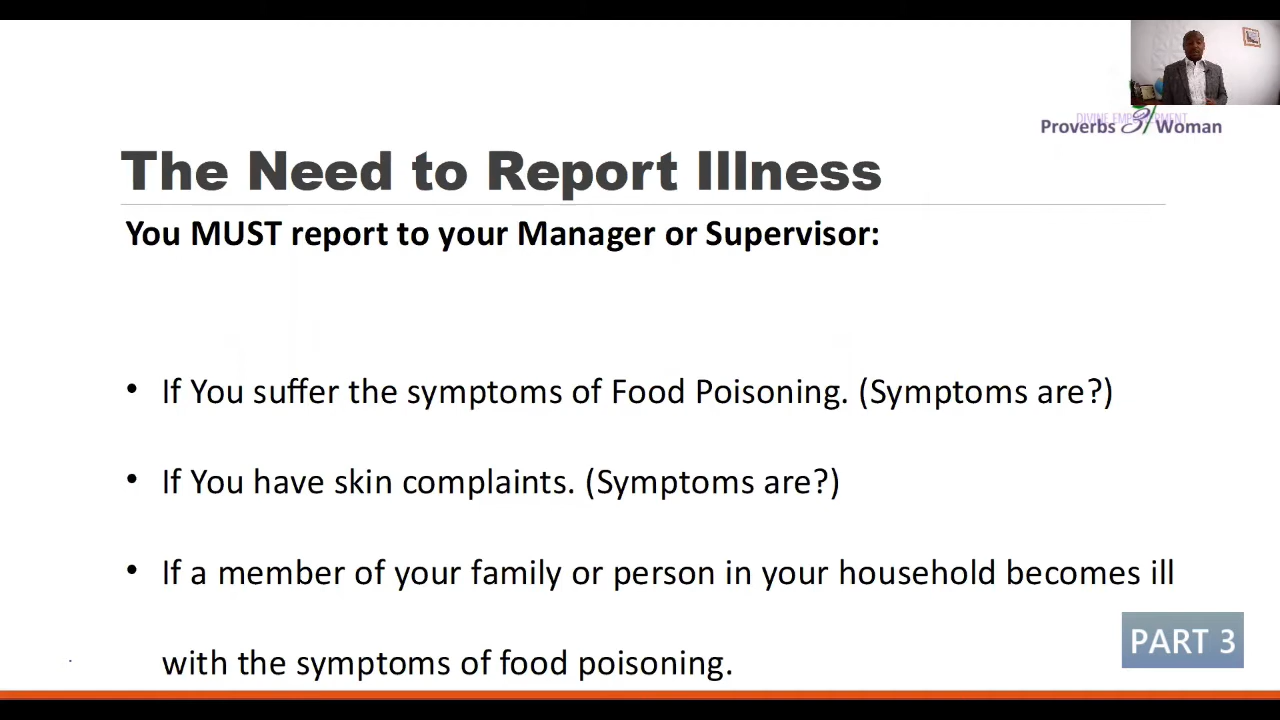 DIVINE EMPOWERMENT
Proverbs 31 Woman
The Need to Report Illness
You MUST report to your Manager or Supervisor:
• If You suffer the symptoms of Food Poisoning. (Symptoms are?)
• If You have skin complaints. (Symptoms are?)
• If a member of your family or person in your household becomes ill
with the symptoms of food poisoning.
PART 3